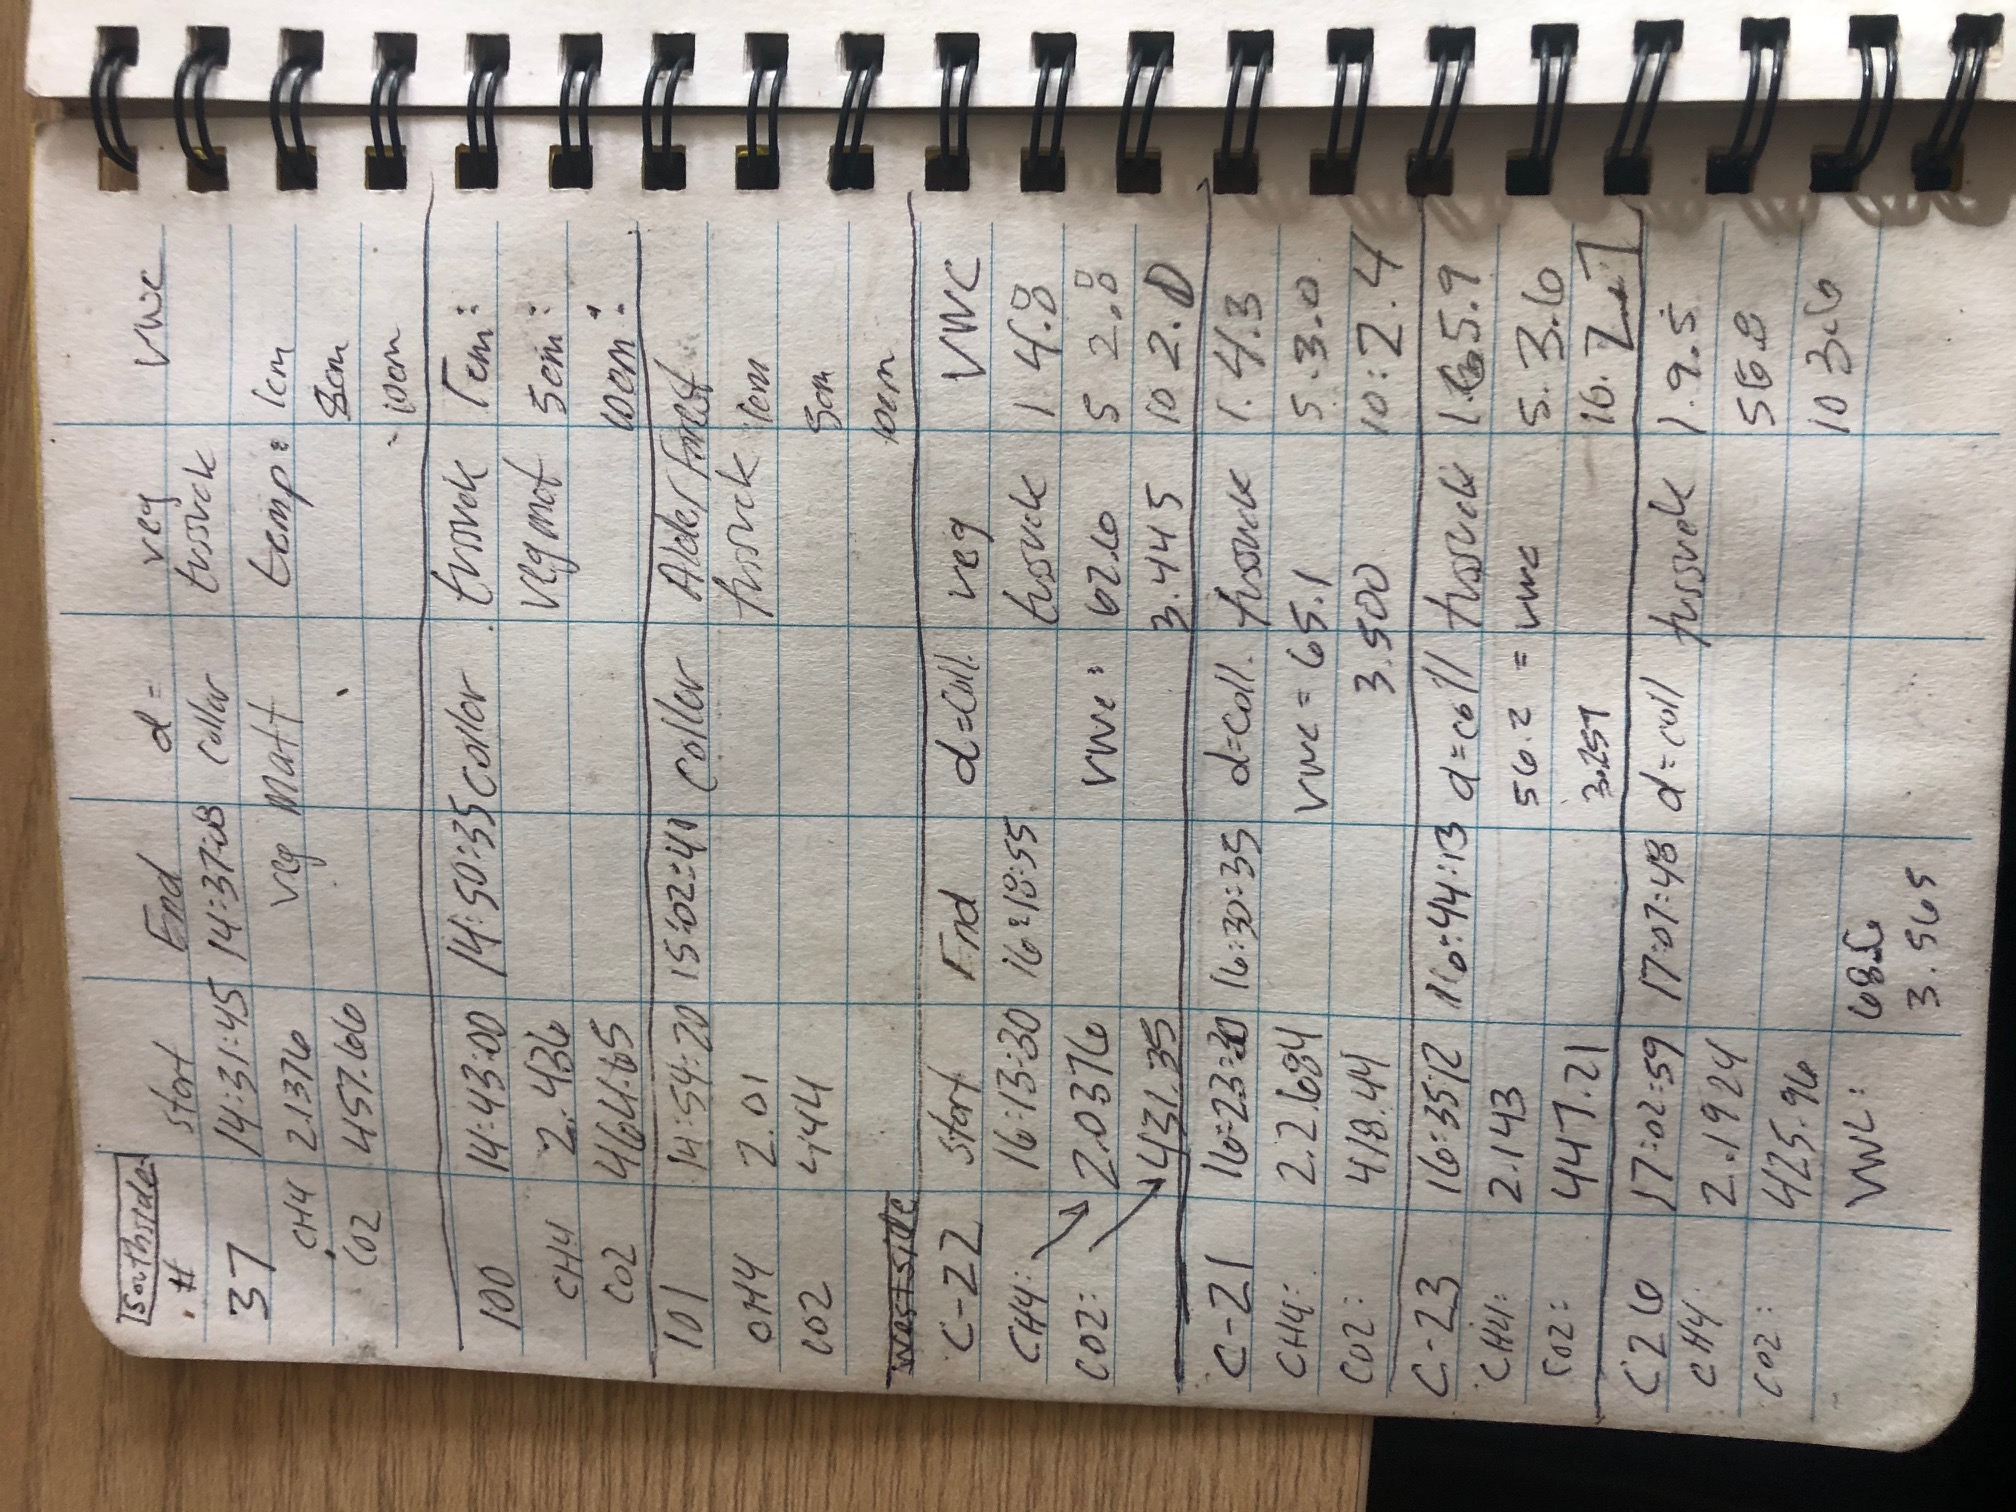 Southside
# start End d= veg VWC
37 14:31:45 14:37:08 Collar tussuck
CH4 2.1376 veg Matt temp: 1cm
CO2 457.66 5cm
10cm
100 14:43:00 14:50:35 Collar tussuck 1cm:
CH4 2.436 veg mat 5cm:
CO2 464.65 10cm:
101 14:54:20 15:02:41 Collar Alder Forest
CH4 2.01 tussuck 1cm
CO2 444 5cm
10cm
Westside
C-22 start End d=Coll. veg VWC
CH4: 16:13:30 16:18:55 tussuck 1 4.8
CO2: 2.0376 VWC: 62.6 5 2.8
431.35 3.445 10 2.0
C-21 16:23:30 16:30:35 d=coll. tussuck 1. 4.3
CH4: 2.2684 VWC = 65.1 5. 3.0
CO2: 418.44 3.500 10: 2.4
C-23 16:35:12 16:44:13 d=coll tussuck 1. 5.9
CH4: 2.143 56.2 = VWC 5. 3.6
CO2: 447.21 3.257 10. 2.7
C26 17:02:59 17:07:48 d=coll tussuck 1. 9.5
CH4 2.1924 5
CO2: 425.96 10 3.6
VWC: 68.6
3.565